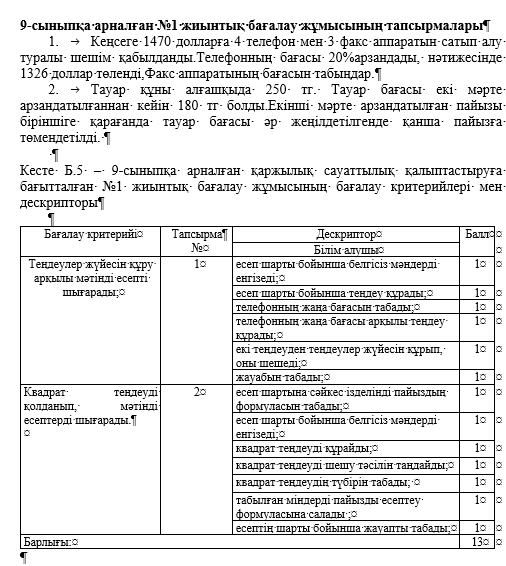 9-сыныпқа арналған №1 жиынтық бағалау жұмысының тапсырмалары¶
1. → Кеңсеге 1470 долларға 4 телефон мен 3 факс аппаратын сатып алу
туралы шешім қабылданды.Телефонның бағасы 20%арзандады, нәтижесінде
1326 доллар төленді,Факс аппаратының бағасын табыңдар.¶
2. → Тауар құны алғашқыда 250 тг. Тауар бағасы екі мәрте
арзандатылғаннан кейін 180 тг болды.Екінші мәрте арзандатылған пайызы
біріншіге қарағанда тауар бағасы әр жеңілдетілгенде қанша пайызға
төмендетілді. ¶
¶
Кесте Б.5 – 9-сыныпқа арналған қаржылық сауаттылық қалыптастыруға
бағытталған №1 жиынтық бағалау жұмысының бағалау критерийлері мен
дескрипторы¶
¶
Бағалау критерийі¤ Тапсырма¶ Дескриптор¤ Балл¤
№¤ Білім алушы¤
Теңдеулер жүйесін құру 1¤ есеп шарты бойынша белгісіз мәндерді 1¤
арқылы мәтінді есепті енгізеді;¤
шығарады;¤ есеп шарты бойынша теңдеу құрады;¤ 1¤
телефонның жаңа бағасын табады;¤ 1¤
телефонның жаңа бағасы арқылы теңдеу 1¤
құрады;¤
екі теңдеуден теңдеулер жүйесін құрып, 1¤
оны шешеді;¤
жауабын табады;¤ 1¤
Квадрат теңдеуді 2¤ есеп шартына сәйкес ізделінді пайыздың 1¤
қолданып, мәтінді формуласын табады;¤
есептерді шығарады.¶ есеп шарты бойынша белгісіз мәндерді 1¤
¤ енгізеді;¤
квадрат теңдеуді құрайды;¤ 1¤
квадрат теңдеуді шешу тәсілін таңдайды;¤ 1¤
квадрат теңдеудің түбірін табады; ¤ 1¤
табылған міндерді пайызды есептеу 1¤
формуласына салады ;¤
есептің шарты бойынша жауапты табады;¤ 1¤
Барлығы:¤ 13¤
¶